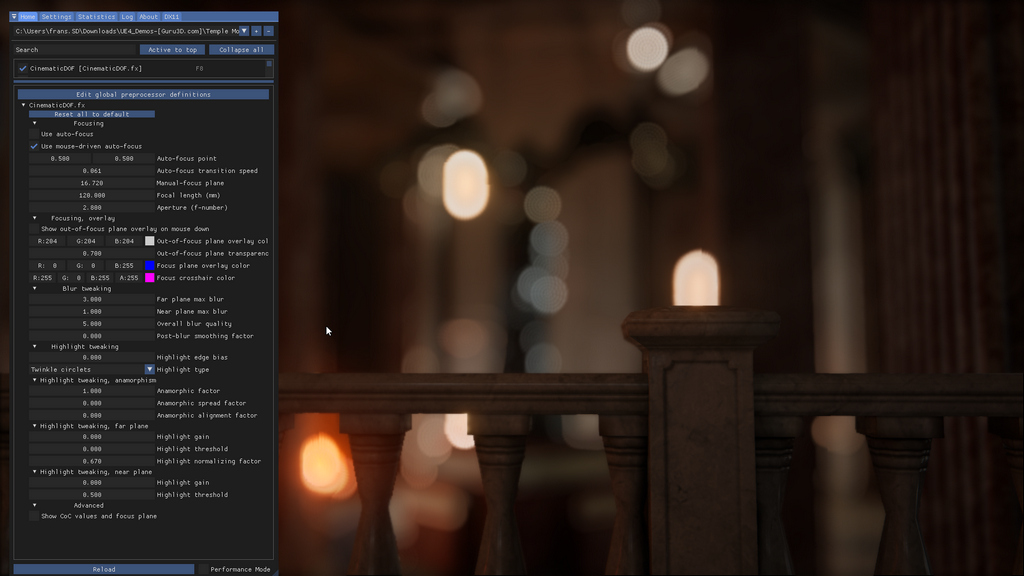 Home Settings Statistics Log About DX11
C:\Users\frans.SD\Downloads\UE4_Demos-[Guru3D.com]\Temple Mo + -
Search Active to top Collapse all
CinematicDOF [CinematicDOF.fx] F8
Edit global preprocessor definitions
CinematicDOF.fx
Reset all to default
Focusing
Use auto-focus
Use mouse-driven auto-focus
0.500 0.500 Auto-focus point
0.061 Auto-focus transition speed
16.720 Manual-focus plane
120.000 Focal length (mm)
2.800 Aperture (f-number)
Focusing, overlay
Show out-of-focus plane overlay on mouse down
R:204 G:204 B:204 Out-of-focus plane overlay col
0.700 Out-of-focus plane transparenc
R: 0 G: 0 B:255 Focus plane overlay color
R:255 G: 0 B:255 A:255 Focus crosshair color
Blur tweaking
3.000 Far plane max blur
1.000 Near plane max blur
5.000 Overall blur quality
0.000 Post-blur smoothing factor
Highlight tweaking
0.000 Highlight edge bias
Twinkle circlets Highlight type
Highlight tweaking, anamorphism
1.000 Anamorphic factor
0.000 Anamorphic spread factor
0.000 Anamorphic alignment factor
Highlight tweaking, far plane
0.000 Highlight gain
0.000 Highlight threshold
0.670 Highlight normalizing factor
Highlight tweaking, near plane
0.000 Highlight gain
0.500 Highlight threshold
Advanced
Show CoC values and focus plane
Reload Performance Mode